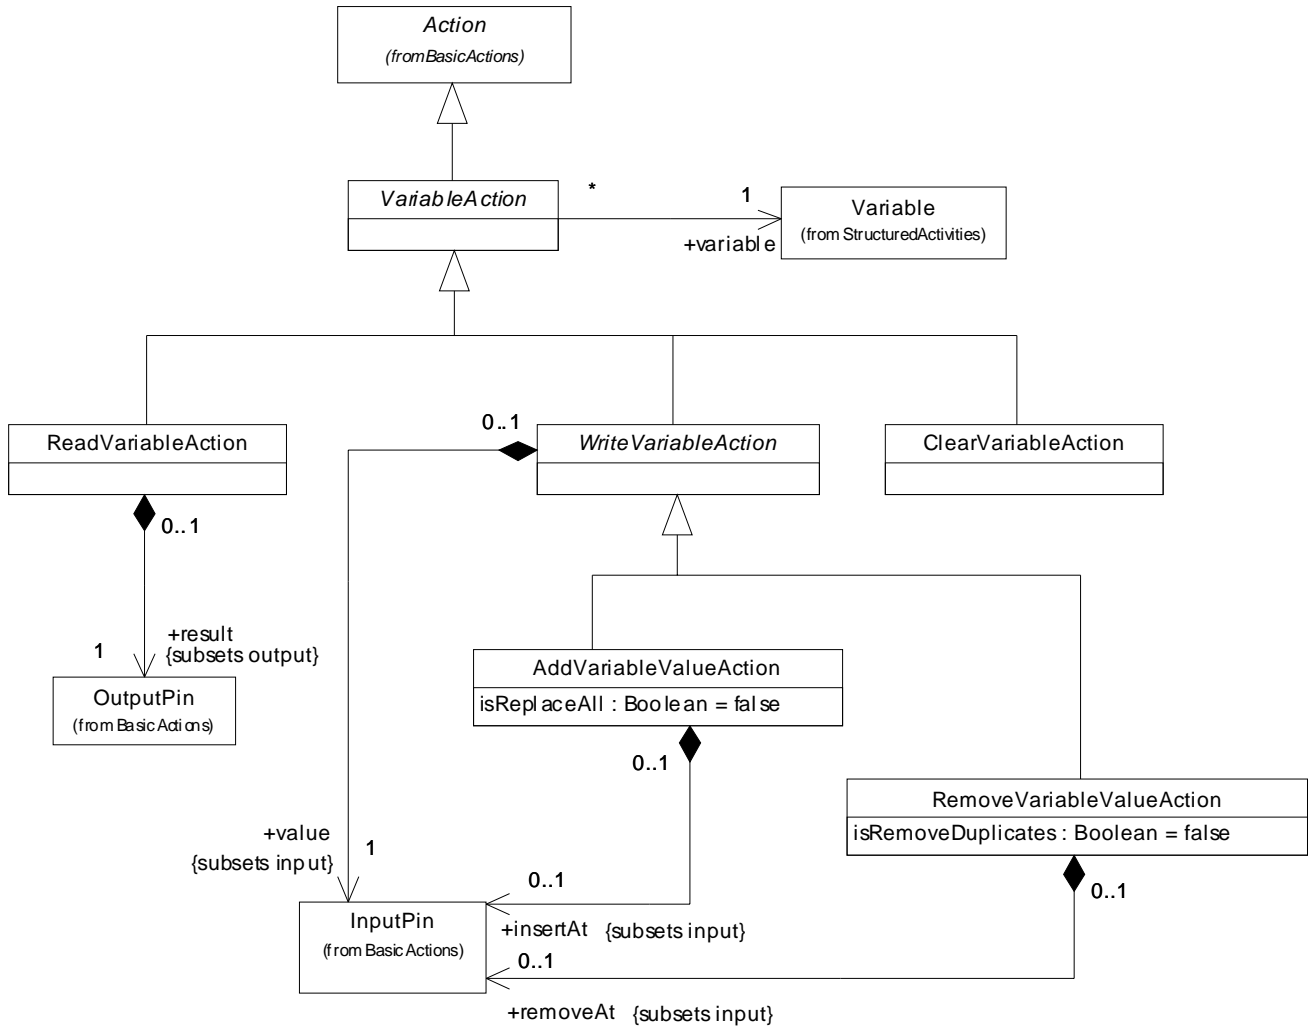 Action
(from BasicActions)
VariableAction
*
1
+variable
Variable
(from StructuredActivities)
ReadVariableAction
0..1
0..1
WriteVariableAction
ClearVariableAction
1
+result
{subsets output}
OutputPin
(from BasicActions)
AddVariableValueAction
isReplaceAll : Boolean = false
0..1
RemoveVariableValueAction
isRemoveDuplicates : Boolean = false
0..1
+value
{subsets input}
1
InputPin
(from BasicActions)
0..1
+insertAt {subsets input}
0..1
+removeAt {subsets input}